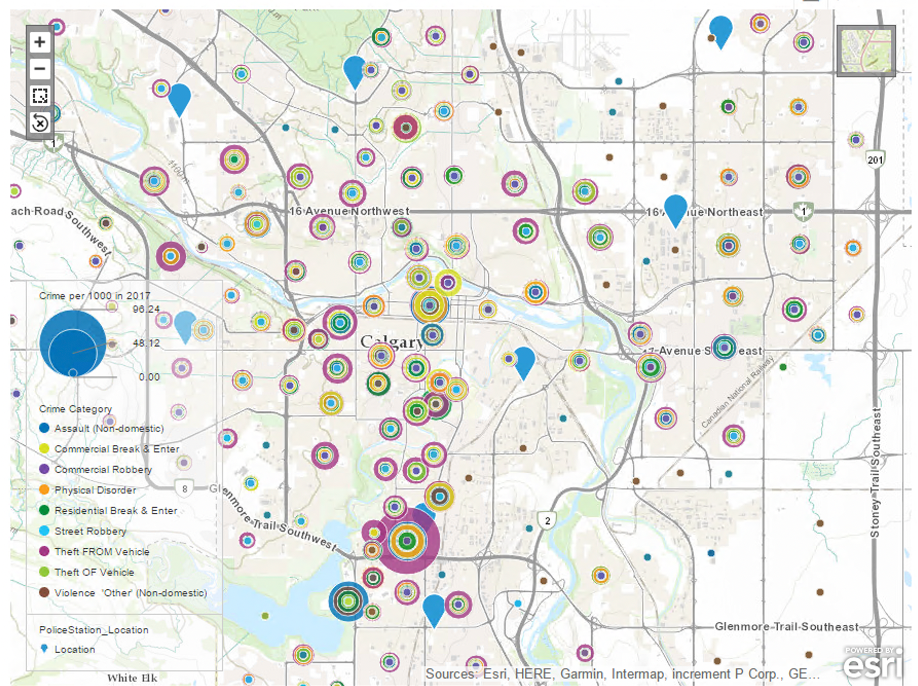 +
−
1
201
ach-Road Southwest
16-Avenue-Northwest
16-A
nue-Northeast
1
Crime per 1000 in 2017
96.24
48.12
0.00
Calgary
-Avenue S
east
Canadian National Railway
Crime Category
Assault (Non-domestic)
Commercial Break & Enter
Commercial Robbery
Physical Disorder
Residential Break & Enter
Street Robbery
Theft FROM Vehicle
Theft OF Vehicle
Violence 'Other' (Non-domestic)
8
Glenmore-Trail-Southwest
2
Stoney-Trail-Southeast
PoliceStation_Location
Location
Glenmore-Trail-Southeast
POWERED BY
esri
White Elk
Sources: Esri, HERE, Garmin, Intermap, increment P Corp., GE...